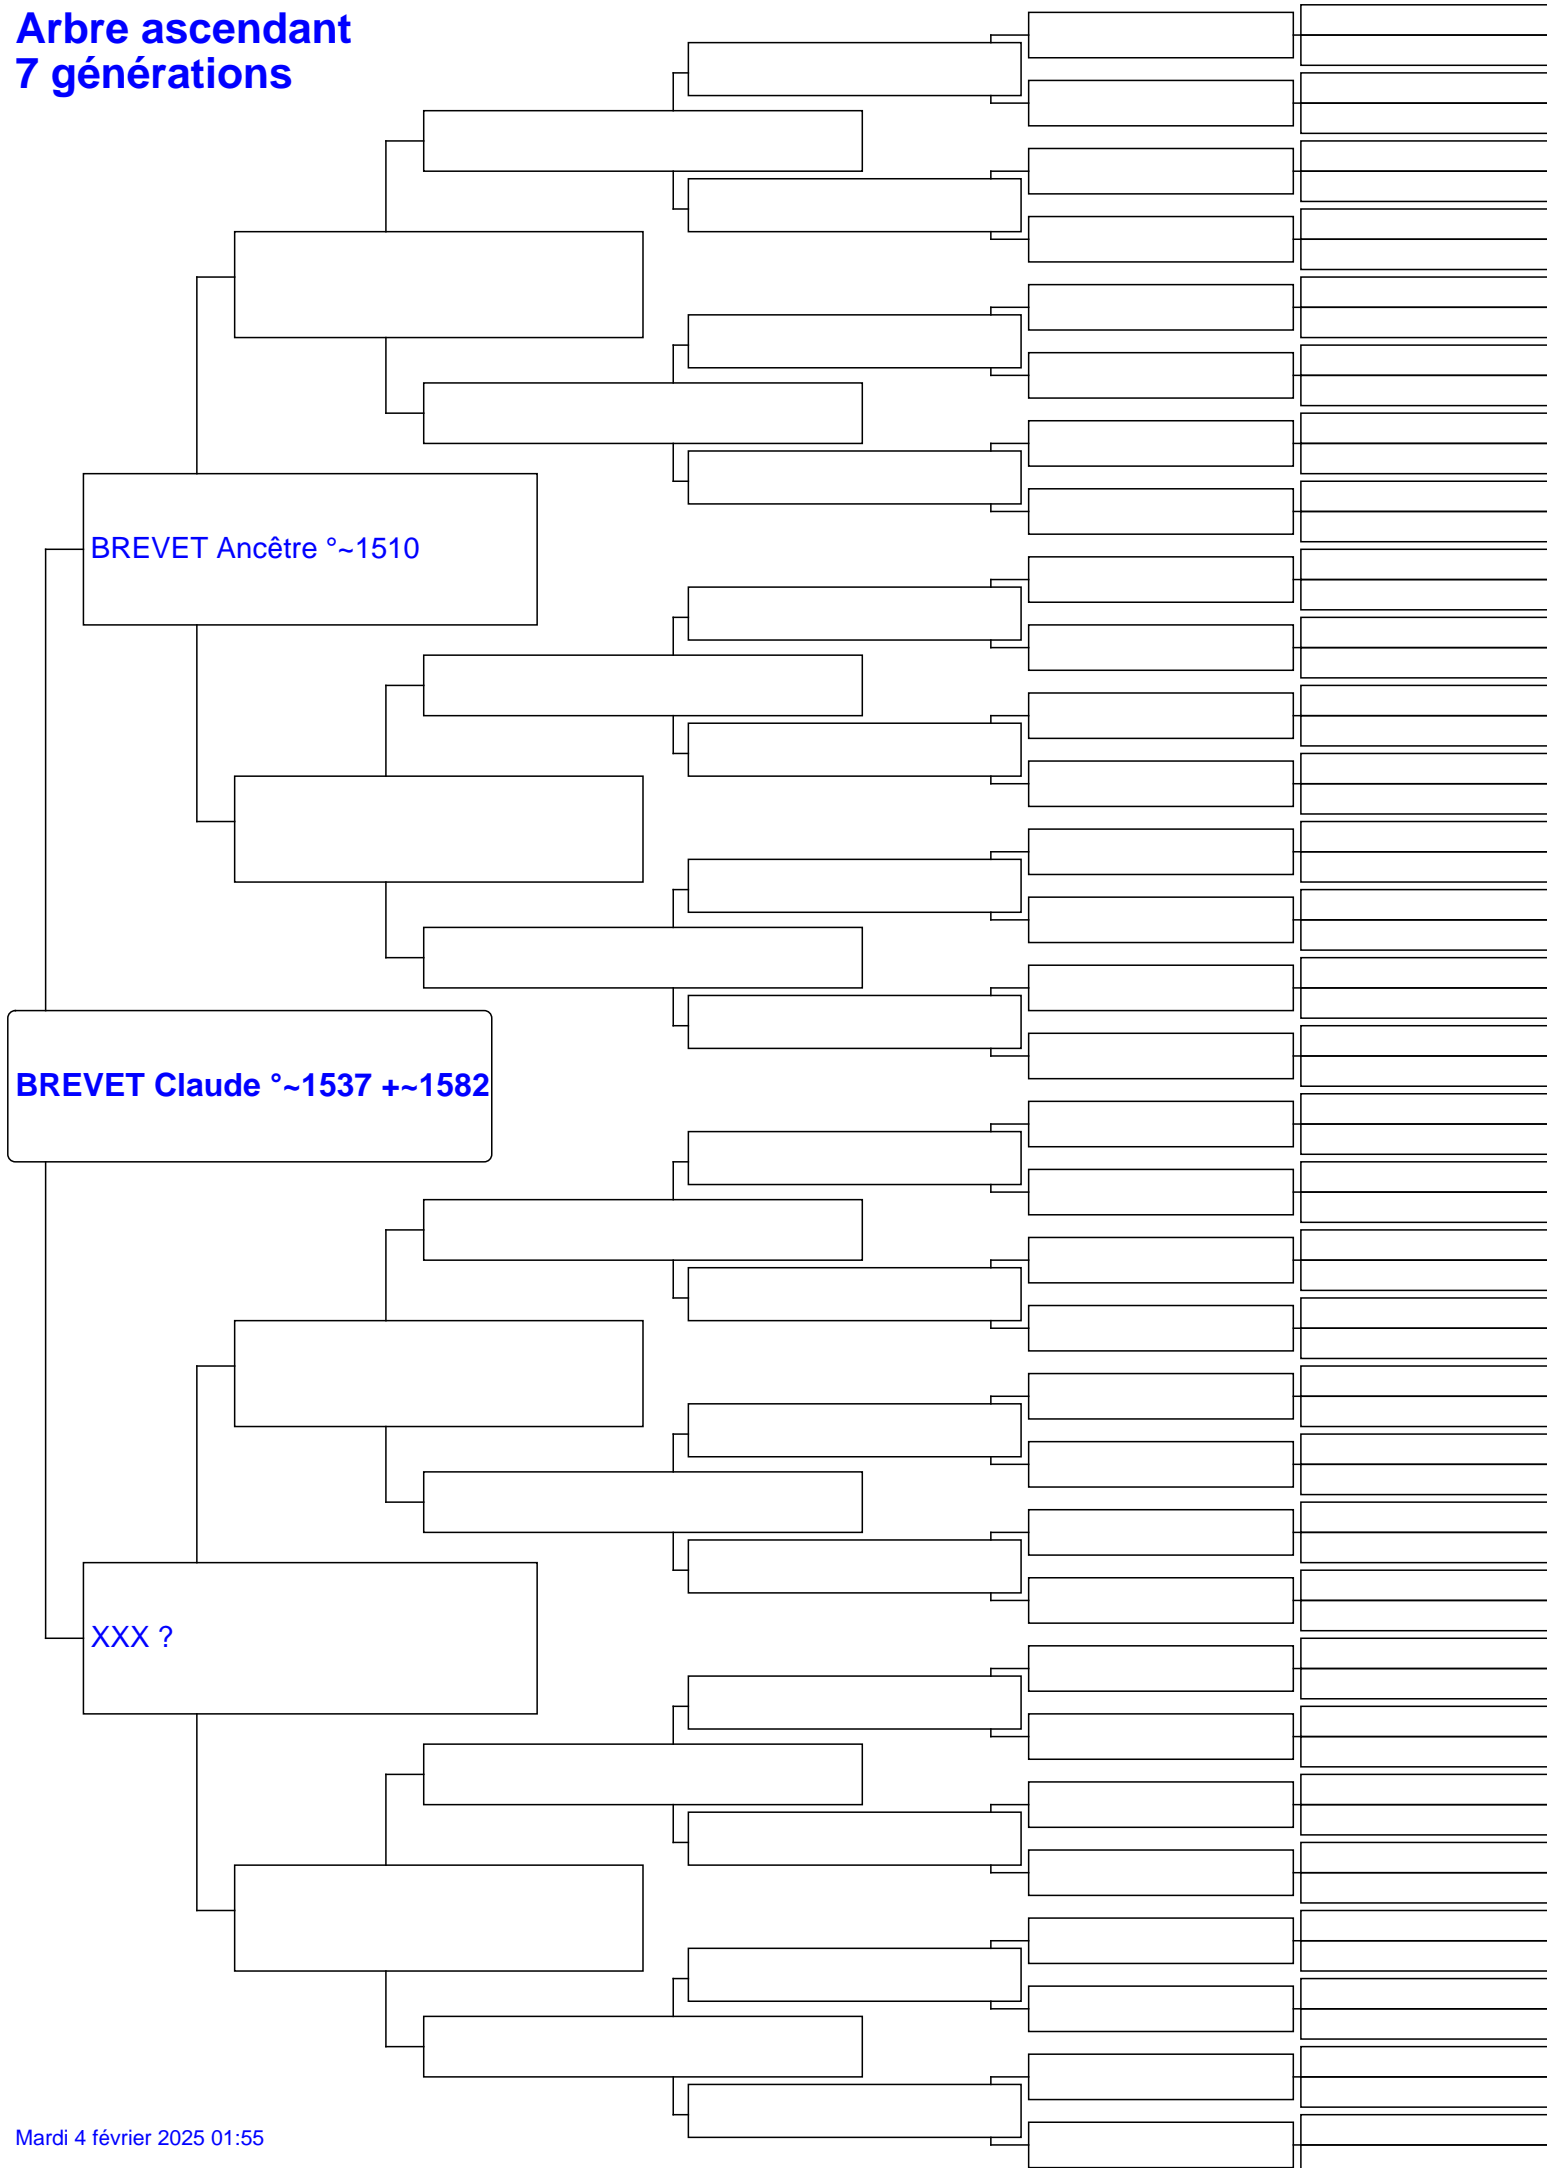 Arbre ascendant
7 générations
BREVET Ancêtre °~1510
BREVET Claude °~1537 +~1582
XXX ?
Mardi 4 février 2025 01:55